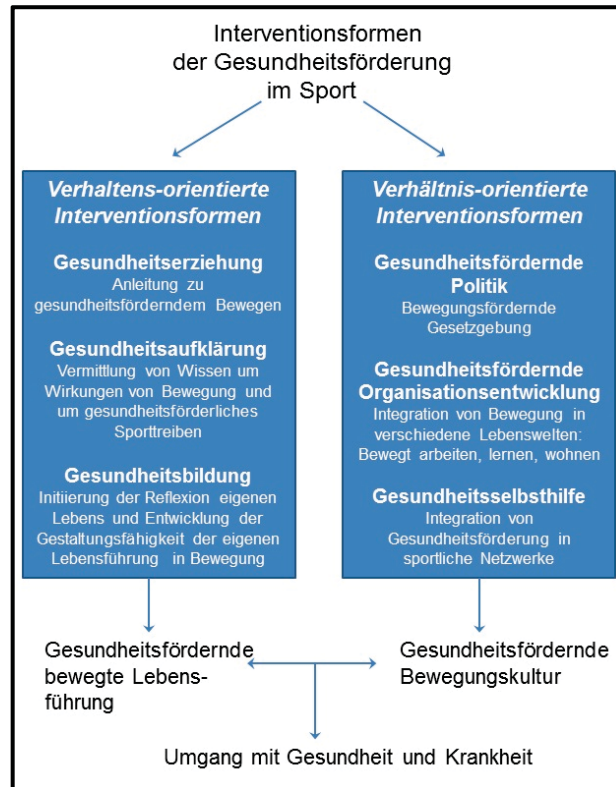 Interventionsformen
der Gesundheitsförderung
im Sport
Verhaltens-orientierte
Interventionsformen
Gesundheitserziehung
Anleitung zu
gesundheitsförderndem Bewegen
Gesundheitsaufklärung
Vermittlung von Wissen um
Wirkungen von Bewegung und
um gesundheitsförderliches
Sporttreiben
Gesundheitsbildung
Initiierung der Reflexion eigenen
Lebens und Entwicklung der
Gestaltungsfähigkeit der eigenen
Lebensführung in Bewegung
Verhältnis-orientierte
Interventionsformen
Gesundheitsfördernde
Politik
Bewegungsfördernde
Gesetzgebung
Gesundheitsfördernde
Organisationsentwicklung
Integration von Bewegung in
verschiedene Lebenswelten:
Bewegt arbeiten, lernen, wohnen
Gesundheitsselbsthilfe
Integration von
Gesundheitsförderung in
sportliche Netzwerke
Gesundheitsfördernde
bewegte Lebens-
führung
Gesundheitsfördernde
Bewegungskultur
Umgang mit Gesundheit und Krankheit